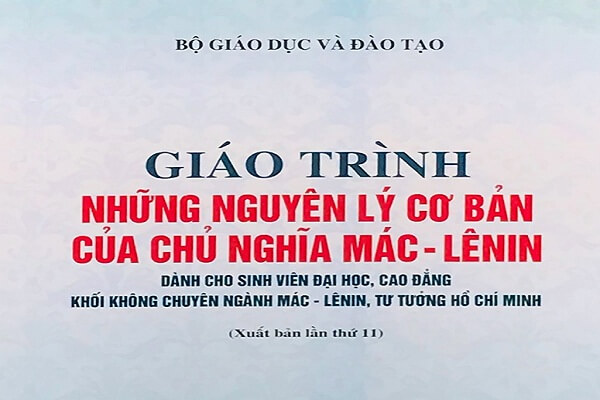 BỘ GIÁO DỤC VÀ ĐÀO TẠO
GIÁO TRÌNH
NHỮNG NGUYÊN LÝ CƠ BẢN
CỦA CHỦ NGHĨA MÁC - LÊNIN
DÀNH CHO SINH VIÊN ĐẠI HỌC, CAO ĐẲNG
KHỐI KHÔNG CHUYÊN NGÀNH MÁC - LÊNIN, TƯ TƯỞNG HỒ CHÍ MINH
(Xuất bản lần thứ 11)